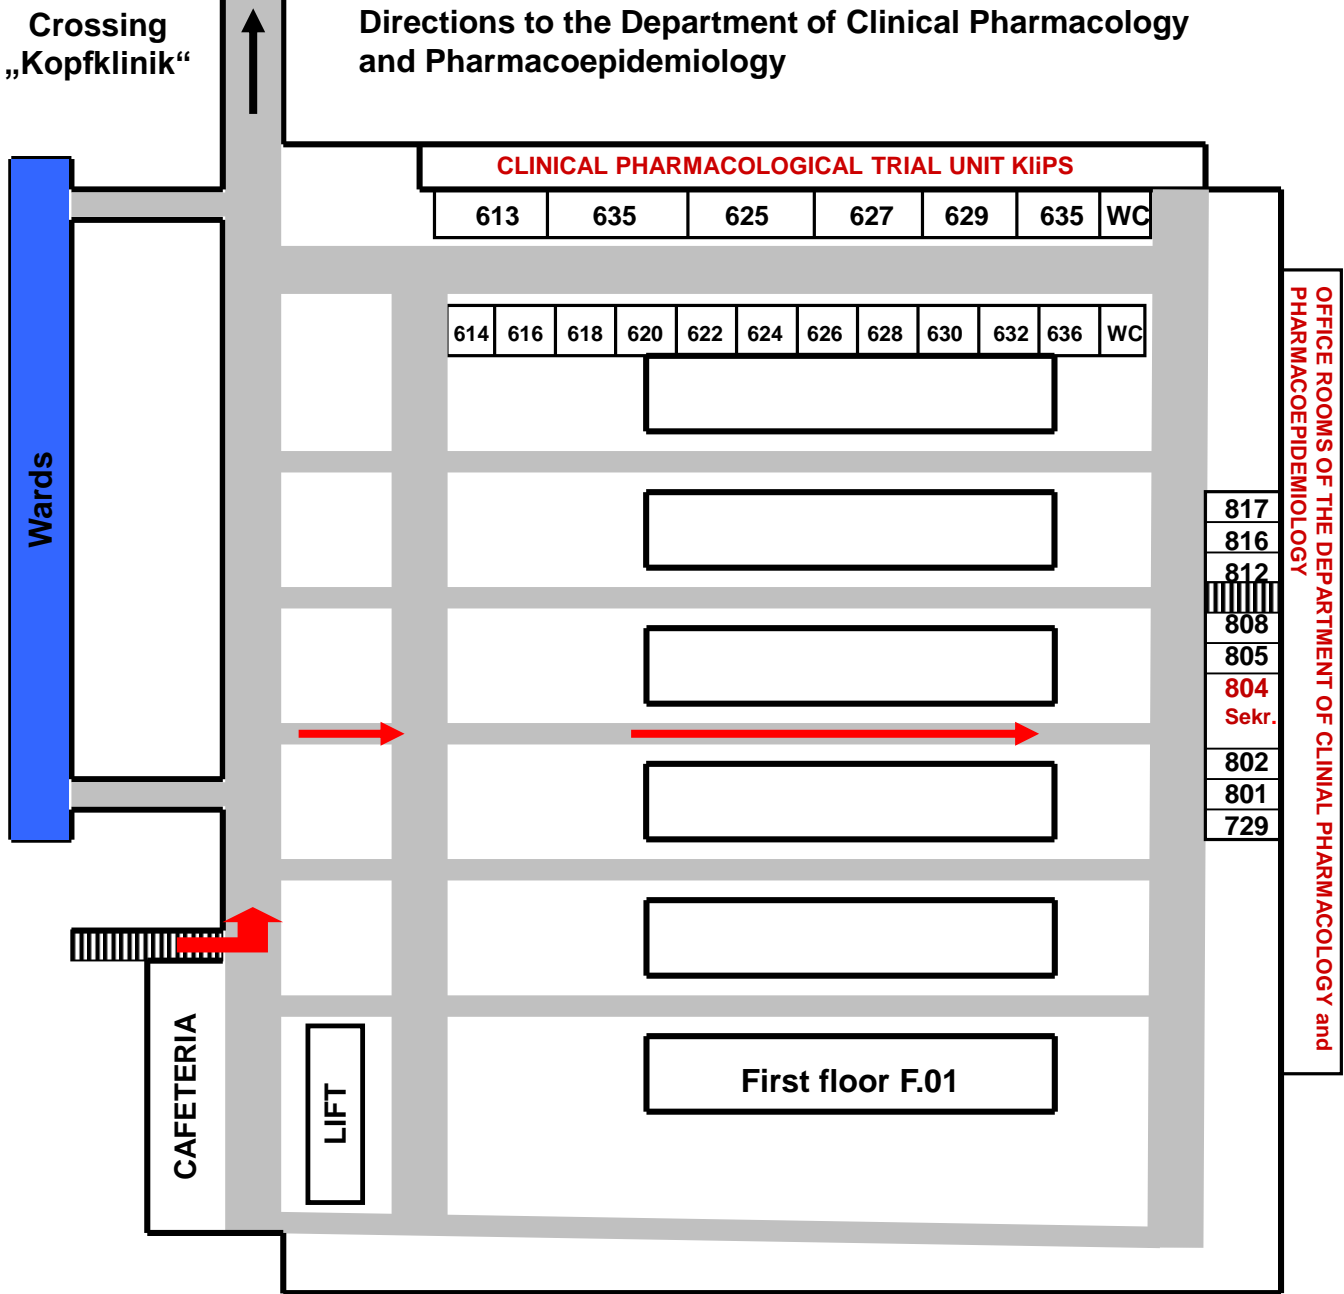 Crossing
„Kopfklinik“
Directions to the Department of Clinical Pharmacology
and Pharmacoepidemiology
CLINICAL PHARMACOLOGICAL TRIAL UNIT KliPS
613 635 625 627 629 635 WC
614 616 618 620 622 624 626 628 630 632 636 WC
Wards
817
816
812
808
805
804
Sekr.
802
801
729
OFFICE ROOMS OF THE DEPARTMENT OF CLINIAL PHARMACOLOGY and
PHARMACOEPIDEMIOLOGY
CAFETERIA
LIFT
First floor F.01